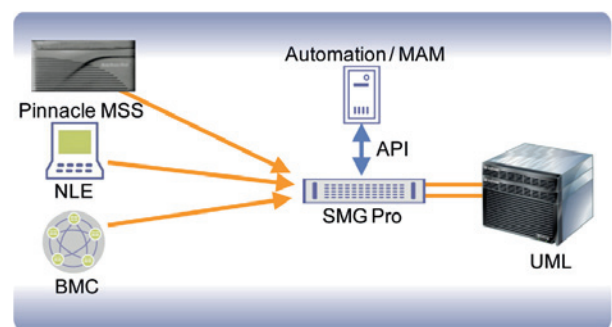 Automation / MAM
Pinnacle MSS
API
NLE
SMG Pro
UML
BMC